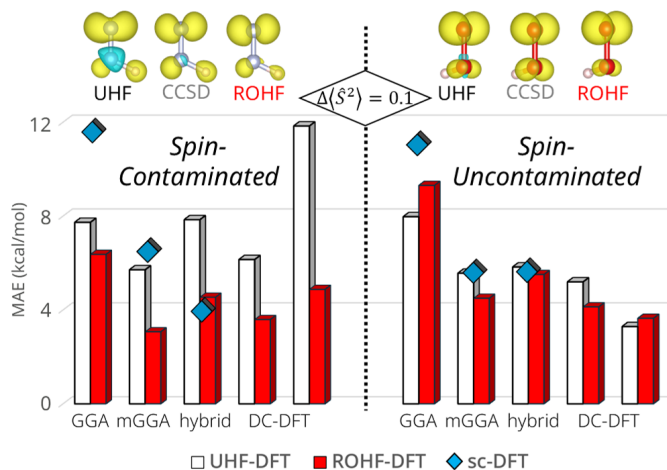 UHF CCSD ROHF
UHF CCSD ROHF
Δ⟨Ŝ²⟩ = 0.1
Spin-
Contaminated
Spin-
Uncontaminated
MAE (kcal/mol)
12
8
4
0
GGA mGGA hybrid DC-DFT
GGA mGGA hybrid DC-DFT
UHF-DFT ROHF-DFT sc-DFT